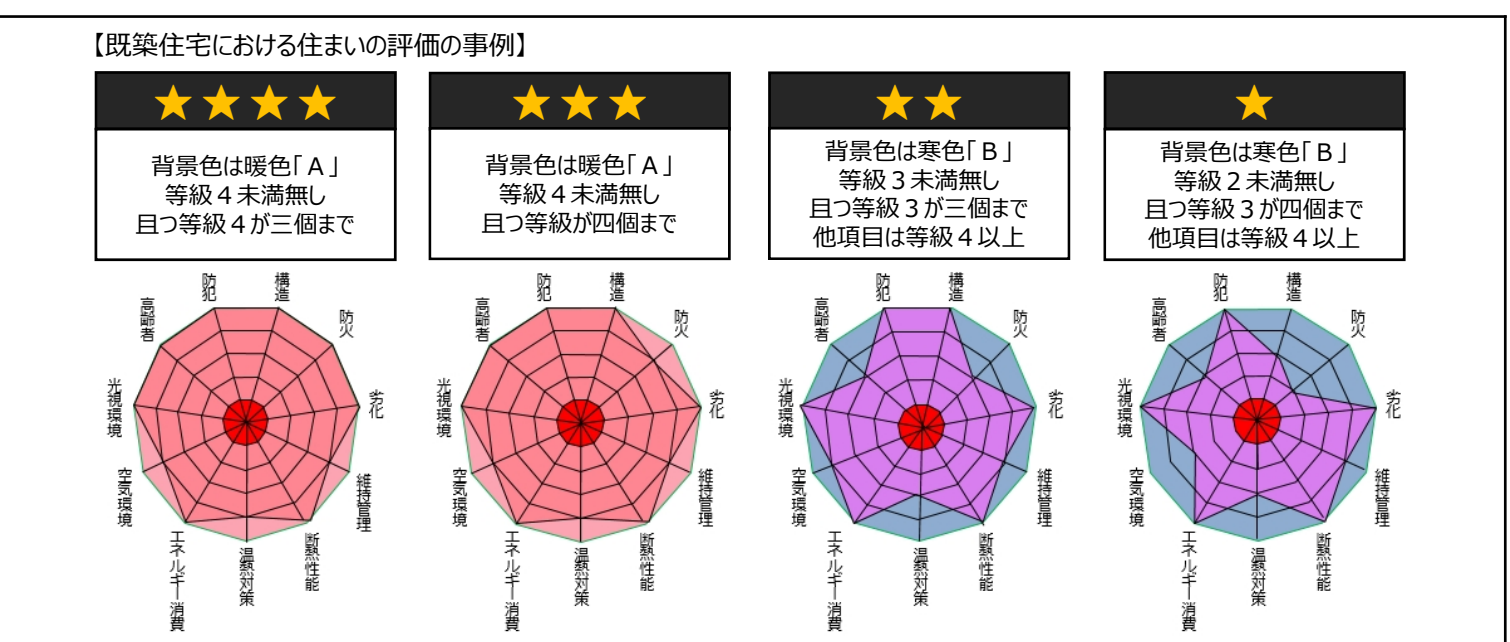 【既築住宅における住まいの評価の事例】
★★★★
背景色は暖色「A」
等級4未満無し
且つ等級4が三個まで
★★★
背景色は暖色「A」
等級4未満無し
且つ等級が四個まで
★★
背景色は寒色「B」
等級3未満無し
且つ等級3が三個まで
他項目は等級4以上
★
背景色は寒色「B」
等級2未満無し
且つ等級3が四個まで
他項目は等級4以上
構造
防火
劣化
維持管理
断熱性能
温熱対策
エネルギー消費
空気環境
光視環境
高齢者
防犯
構造
防火
劣化
維持管理
断熱性能
温熱対策
エネルギー消費
空気環境
光視環境
高齢者
防犯
構造
防火
劣化
維持管理
断熱性能
温熱対策
エネルギー消費
空気環境
光視環境
高齢者
防犯
構造
防火
劣化
維持管理
断熱性能
温熱対策
エネルギー消費
空気環境
光視環境
高齢者
防犯